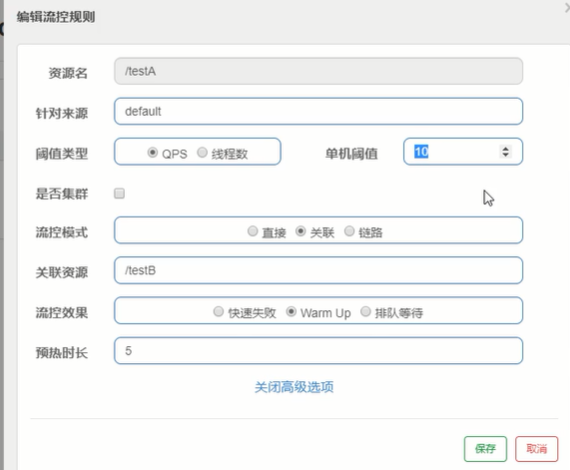 编辑流控规则
资源名 /testA
针对来源 default
阈值类型 QPS 线程数 单机阈值 10
是否集群
流控模式 直接 关联 链路
关联资源 /testB
流控效果 快速失败 Warm Up 排队等待
预热时长 5
关闭高级选项
保存 取消